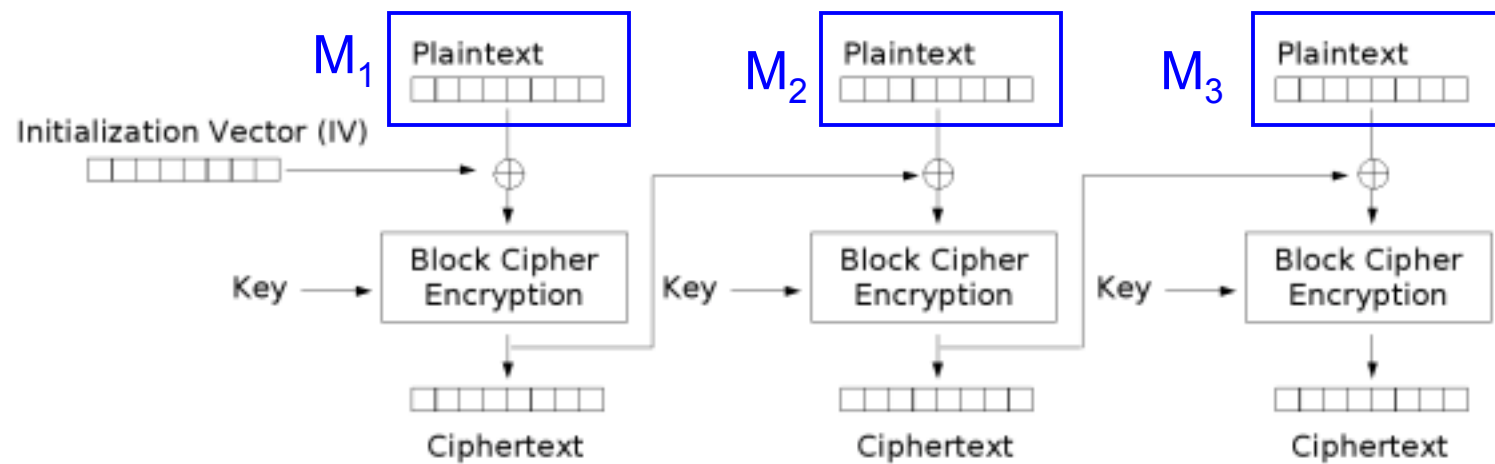 M₁
Plaintext
M₂
Plaintext
M₃
Plaintext
Initialization Vector (IV)
Key
Block Cipher
Encryption
Key
Block Cipher
Encryption
Key
Block Cipher
Encryption
Ciphertext
Ciphertext
Ciphertext